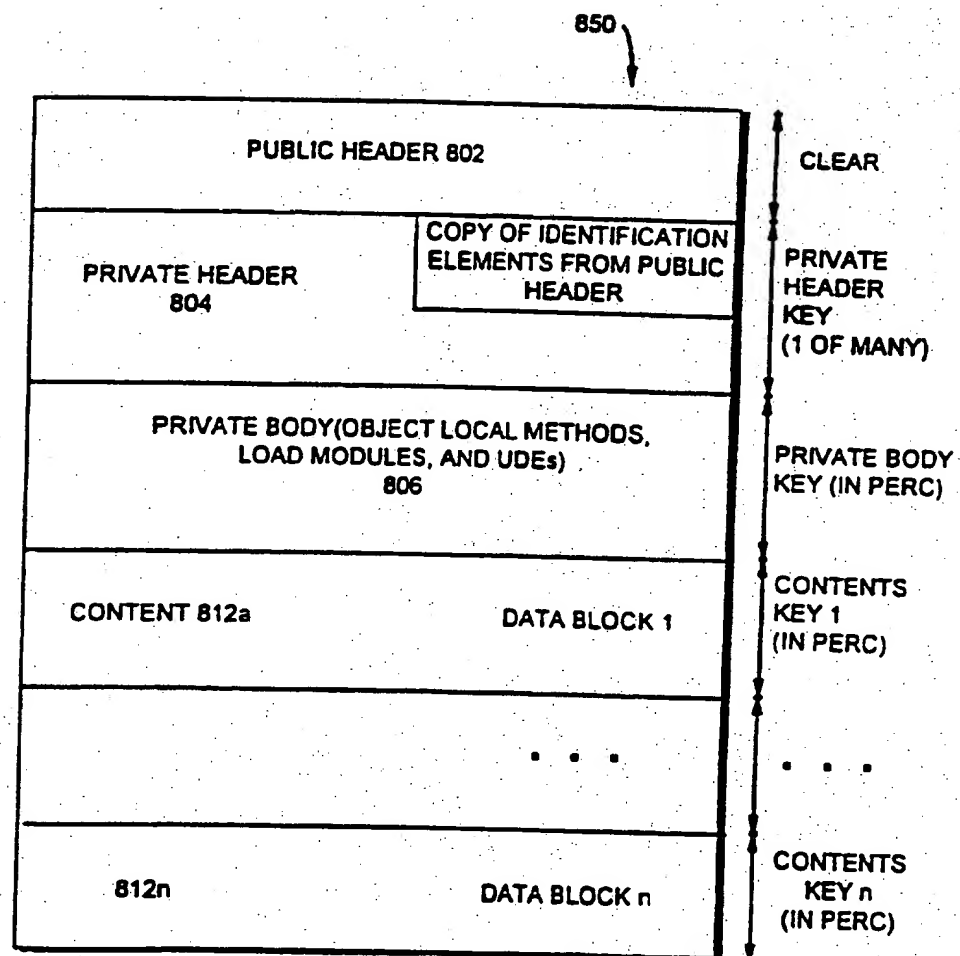 850
PUBLIC HEADER 802
CLEAR
PRIVATE HEADER
804
COPY OF IDENTIFICATION
ELEMENTS FROM PUBLIC
HEADER
PRIVATE
HEADER
KEY
(1 OF MANY)
PRIVATE BODY(OBJECT LOCAL METHODS,
LOAD MODULES, AND UDEs)
806
PRIVATE BODY
KEY (IN PERC)
CONTENT 812a
DATA BLOCK 1
CONTENTS
KEY 1
(IN PERC)
. . .
. . .
812n
DATA BLOCK n
CONTENTS
KEY n
(IN PERC)